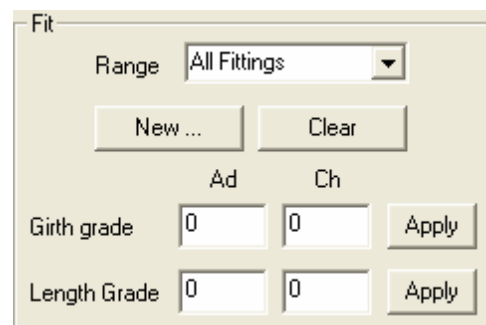 Fit
Range All Fittings
New ... Clear
Ad Ch
Girth grade 0 0 Apply
Length Grade 0 0 Apply